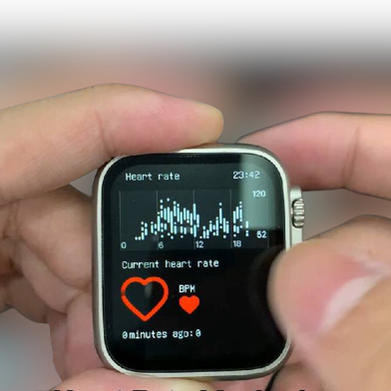 Heart rate 23:42
120
52
0 6 12 18
Current heart rate
BPM
0minutes ago:0